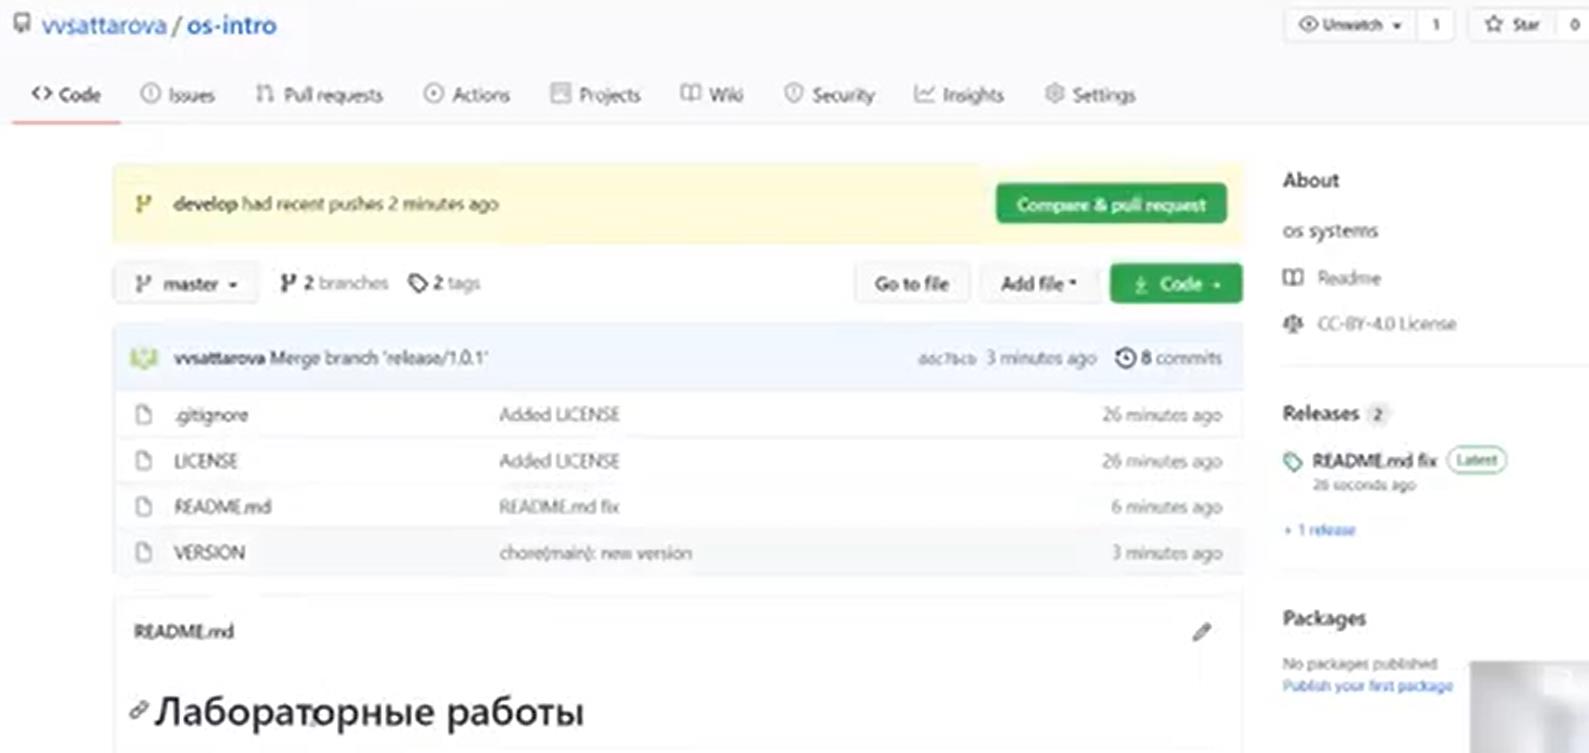 vvsattarova / os-intro
Unwatch 1 Star 0
Code Issues Pull requests Actions Projects Wiki Security Insights Settings
develop had recent pushes 2 minutes ago
Compare & pull request
master 2 branches 2 tags Go to file Add file Code
vvsattarova Merge branch 'release/1.0.1' 3 minutes ago 8 commits
.gitignore Added LICENSE 26 minutes ago
LICENSE Added LICENSE 26 minutes ago
README.md README.md fix 6 minutes ago
VERSION chore(main): new version 3 minutes ago
README.md
Лабораторные работы
About
os systems
Readme
CC-BY-4.0 License
Releases 2
README.md fix Latest
26 seconds ago
+ 1 release
Packages
No packages published
Publish your first package